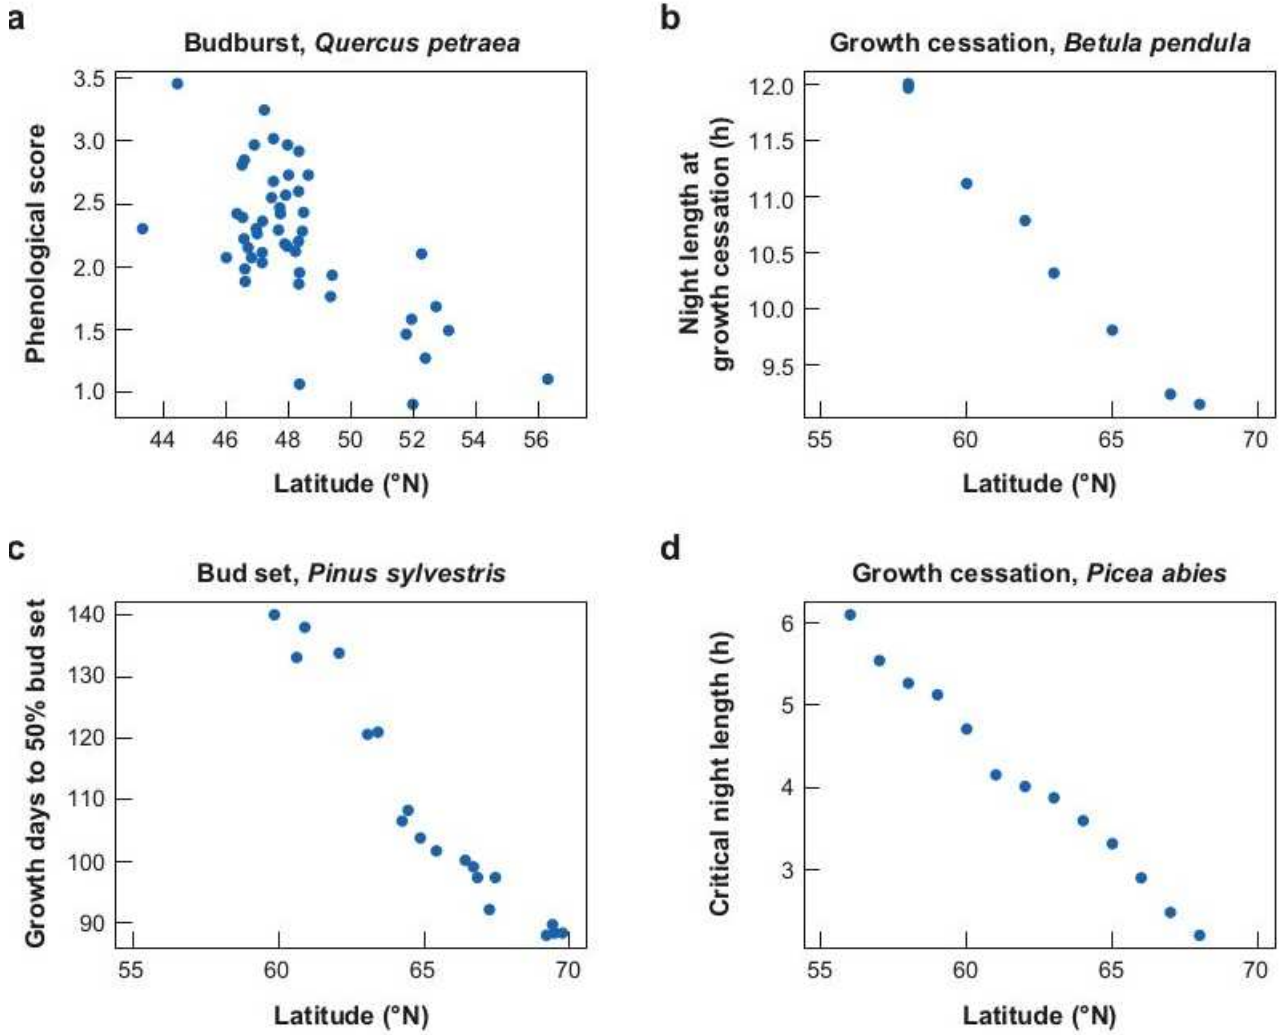 a
Budburst, Quercus petraea
Phenological score
3.5
3.0
2.5
2.0
1.5
1.0
44 46 48 50 52 54 56
Latitude (°N)
b
Growth cessation, Betula pendula
Night length at
growth cessation (h)
12.0
11.5
11.0
10.5
10.0
9.5
55 60 65 70
Latitude (°N)
c
Bud set, Pinus sylvestris
Growth days to 50% bud set
140
130
120
110
100
90
55 60 65 70
Latitude (°N)
d
Growth cessation, Picea abies
Critical night length (h)
6
5
4
3
55 60 65 70
Latitude (°N)